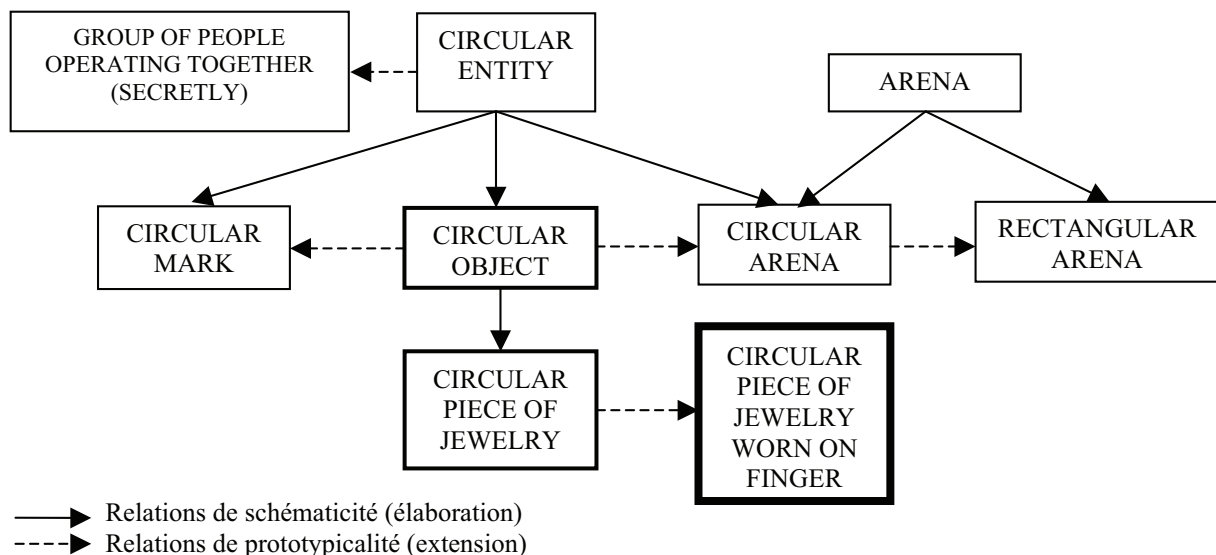 GROUP OF PEOPLE
OPERATING TOGETHER
(SECRETLY)
CIRCULAR
ENTITY
ARENA
CIRCULAR
MARK
CIRCULAR
OBJECT
CIRCULAR
ARENA
RECTANGULAR
ARENA
CIRCULAR
PIECE OF
JEWELRY
CIRCULAR
PIECE OF
JEWELRY
WORN ON
FINGER
Relations de schématicité (élaboration)
Relations de prototypicalité (extension)